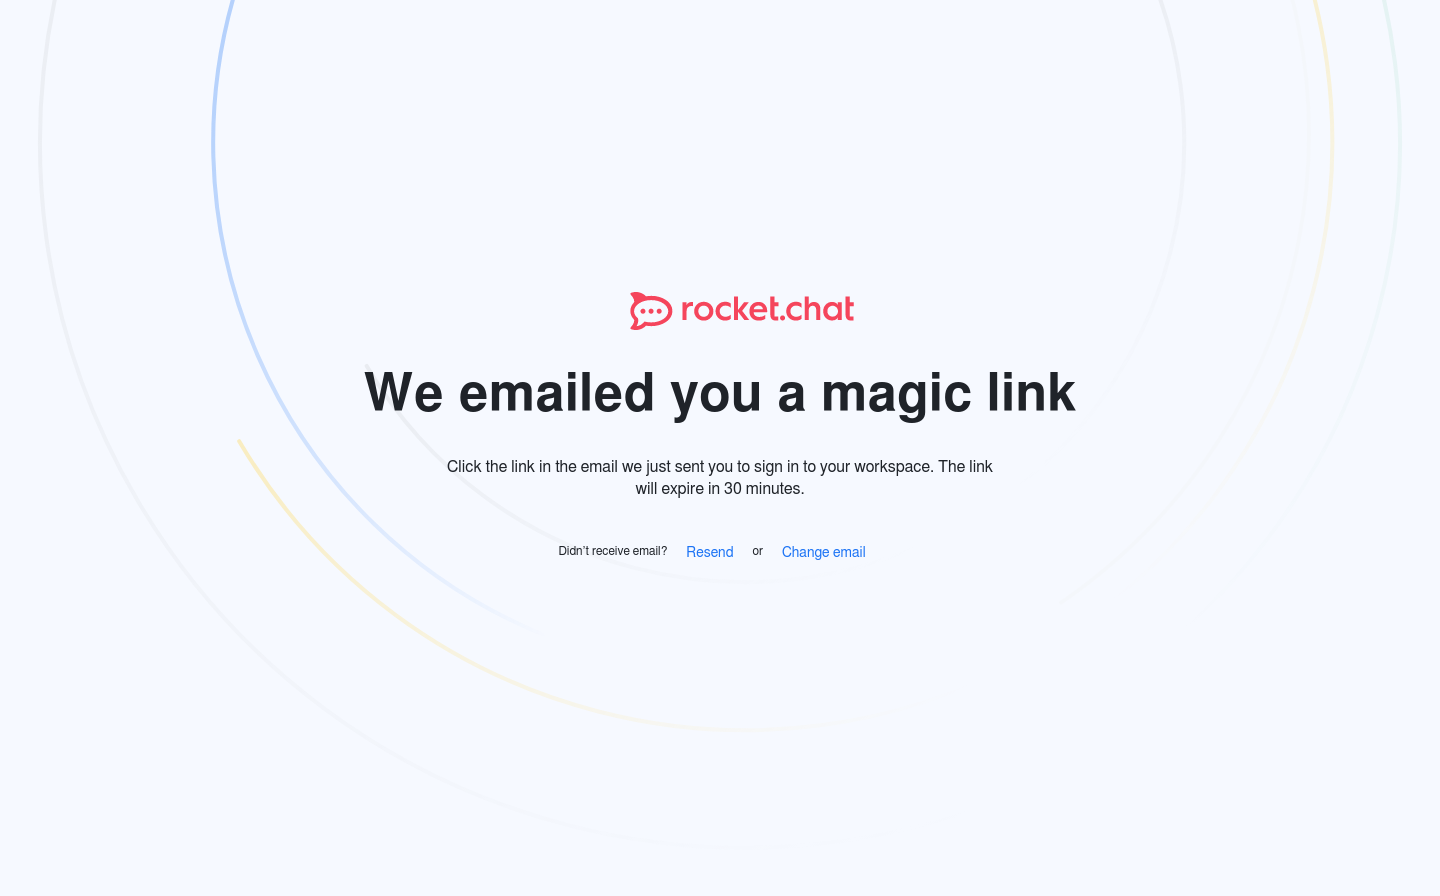 rocket.chat
We emailed you a magic link
Click the link in the email we just sent you to sign in to your workspace. The link
will expire in 30 minutes.
Didn’t receive email? Resend or Change email